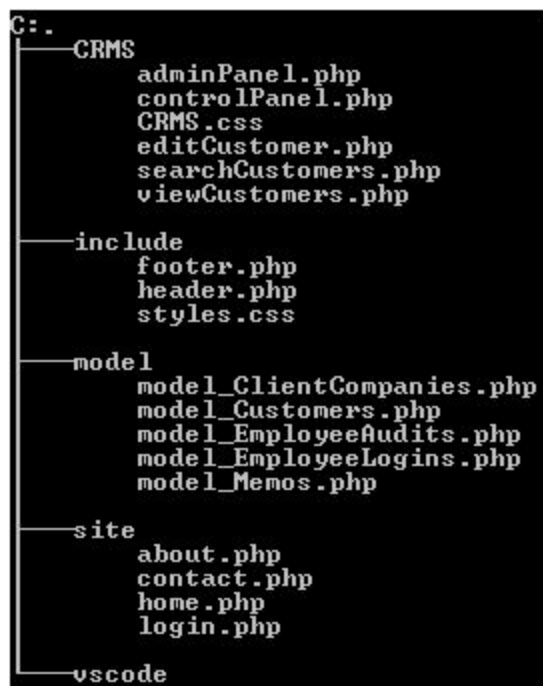 C:.
CRMS
adminPanel.php
controlPanel.php
CRMS.css
editCustomer.php
searchCustomers.php
viewCustomers.php
include
footer.php
header.php
styles.css
model
model_ClientCompanies.php
model_Customers.php
model_EmployeeAudits.php
model_EmployeeLogins.php
model_Memos.php
site
about.php
contact.php
home.php
login.php
vscode